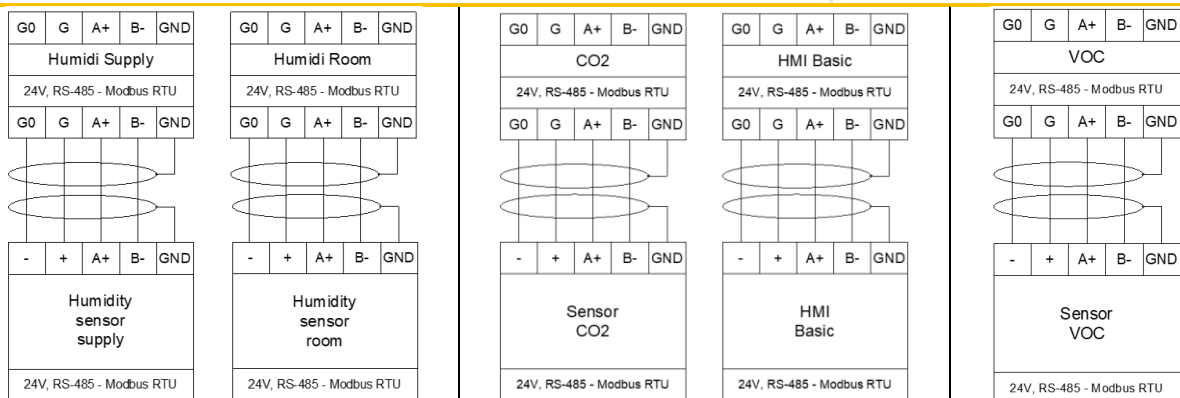 G0 G A+ B- GND
Humidi Supply
24V, RS-485 - Modbus RTU
G0 G A+ B- GND
- + A+ B- GND
Humidity
sensor
supply
24V, RS-485 - Modbus RTU
G0 G A+ B- GND
Humidi Room
24V, RS-485 - Modbus RTU
G0 G A+ B- GND
- + A+ B- GND
Humidity
sensor
room
24V, RS-485 - Modbus RTU
G0 G A+ B- GND
CO2
24V, RS-485 - Modbus RTU
G0 G A+ B- GND
- + A+ B- GND
Sensor
CO2
24V, RS-485 - Modbus RTU
G0 G A+ B- GND
HMI Basic
24V, RS-485 - Modbus RTU
G0 G A+ B- GND
- + A+ B- GND
HMI
Basic
24V, RS-485 - Modbus RTU
G0 G A+ B- GND
VOC
24V, RS-485 - Modbus RTU
G0 G A+ B- GND
- + A+ B- GND
Sensor
VOC
24V, RS-485 - Modbus RTU